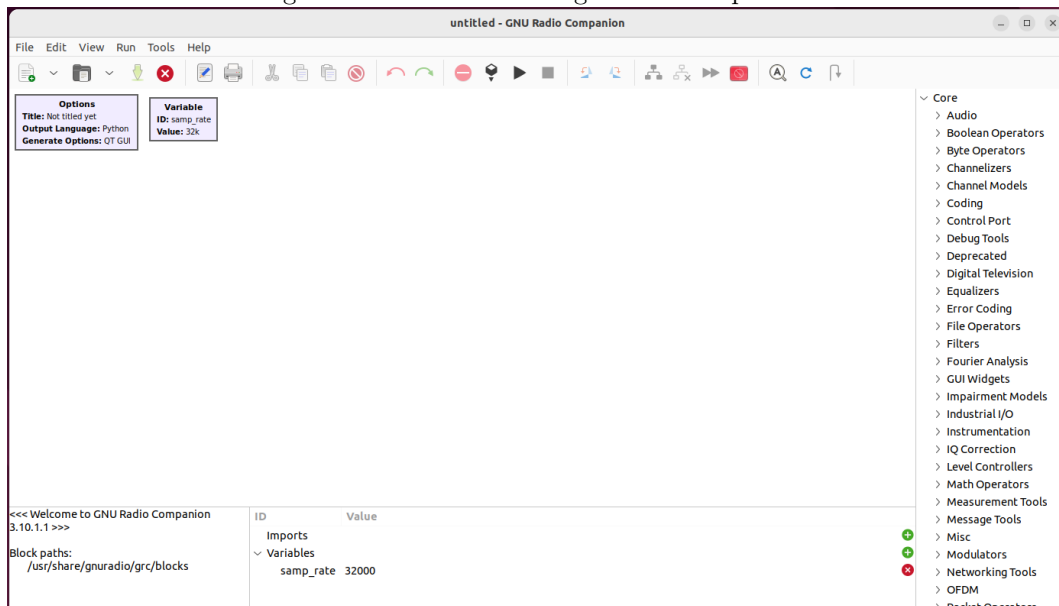 untitled - GNU Radio Companion
File Edit View Run Tools Help
Options
Title: Not titled yet
Output Language: Python
Generate Options: QT GUI
Variable
ID: samp_rate
Value: 32k
Core
Audio
Boolean Operators
Byte Operators
Channelizers
Channel Models
Coding
Control Port
Debug Tools
Deprecated
Digital Television
Equalizers
Error Coding
File Operators
Filters
Fourier Analysis
GUI Widgets
Impairment Models
Industrial I/O
Instrumentation
IQ Correction
Level Controllers
Math Operators
Measurement Tools
Message Tools
Misc
Modulators
Networking Tools
OFDM
<<< Welcome to GNU Radio Companion
3.10.1.1 >>>
Block paths:
/usr/share/gnuradio/grc/blocks
ID Value
Imports
Variables
samp_rate 32000